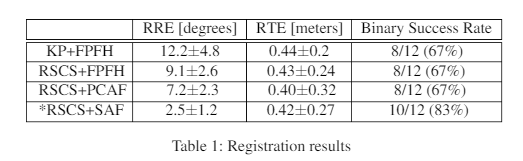 RRE [degrees] RTE [meters] Binary Success Rate
KP+FPFH 12.2±4.8 0.44±0.2 8/12 (67%)
RSCS+FPFH 9.1±2.6 0.43±0.24 8/12 (67%)
RSCS+PCAF 7.2±2.3 0.40±0.32 8/12 (67%)
*RSCS+SAF 2.5±1.2 0.42±0.27 10/12 (83%)
Table 1: Registration results